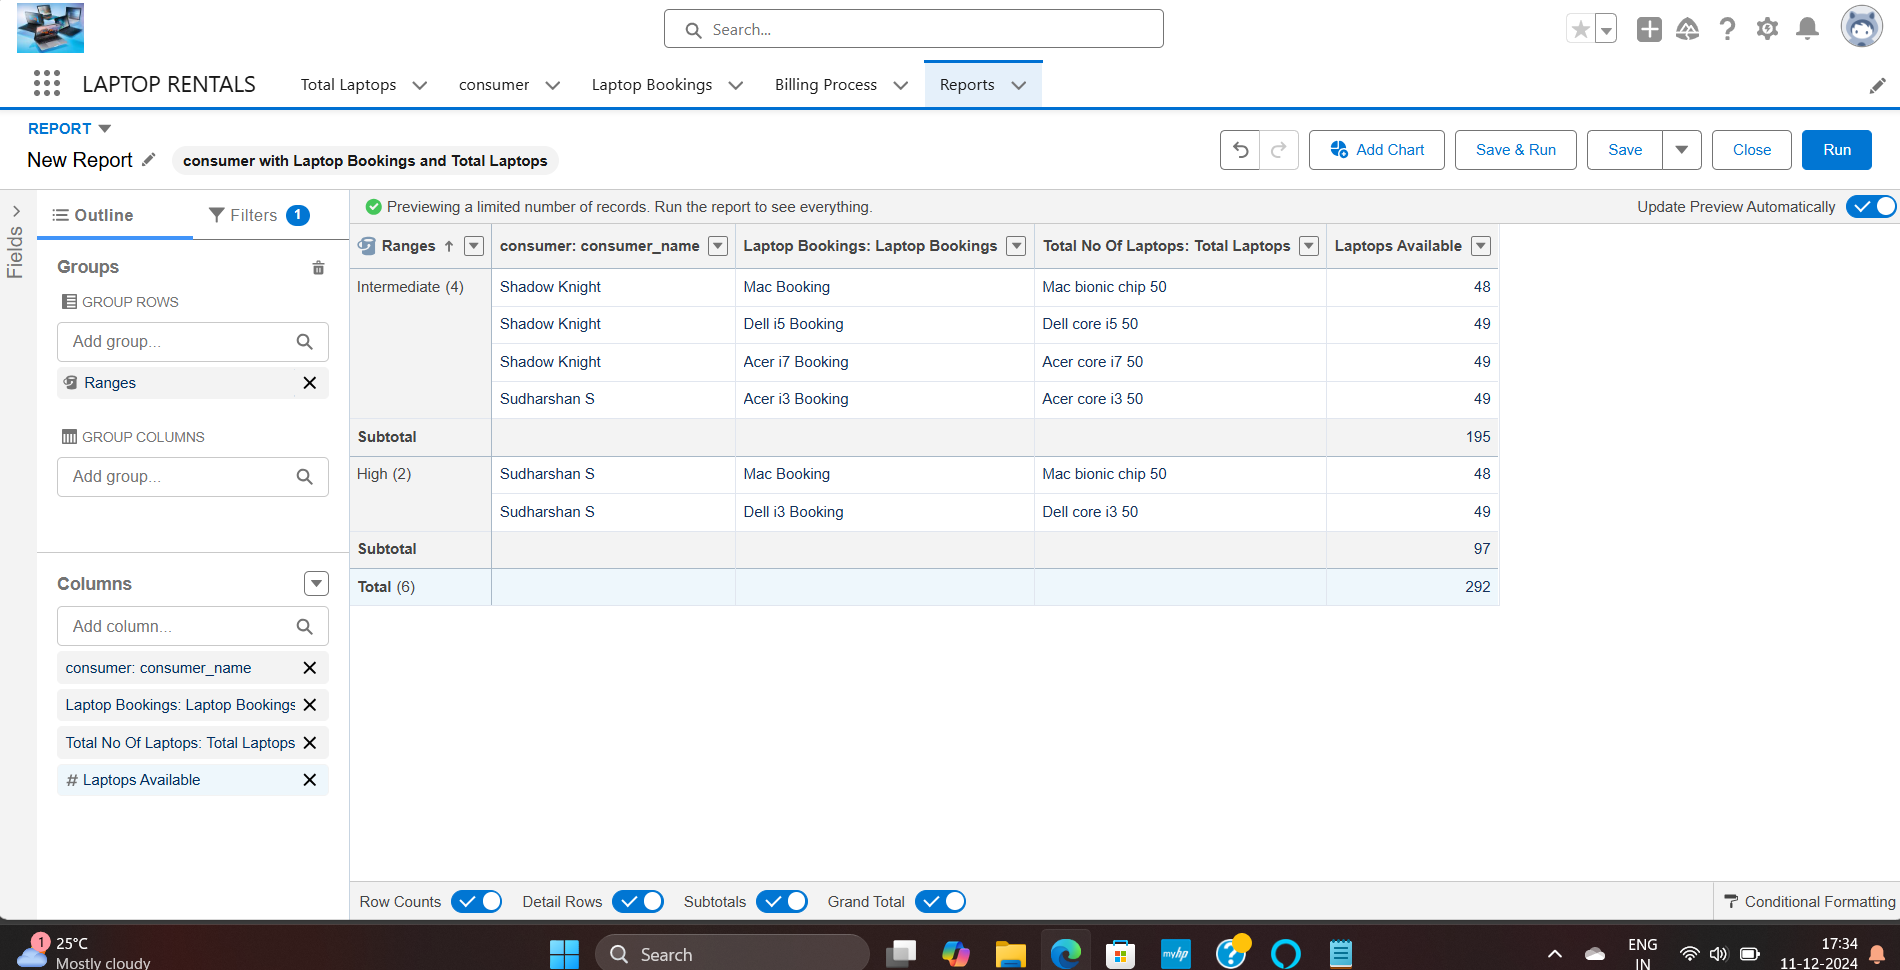 Search...
LAPTOP RENTALS
Total Laptops
consumer
Laptop Bookings
Billing Process
Reports
REPORT
New Report
consumer with Laptop Bookings and Total Laptops
Add Chart
Save & Run
Save
Close
Run
Fields
Outline
Filters 1
Previewing a limited number of records. Run the report to see everything.
Update Preview Automatically
Groups
GROUP ROWS
Add group...
Ranges
GROUP COLUMNS
Add group...
Columns
Add column...
consumer: consumer_name
Laptop Bookings: Laptop Bookings
Total No Of Laptops: Total Laptops
# Laptops Available
Ranges ↑ consumer: consumer_name Laptop Bookings: Laptop Bookings Total No Of Laptops: Total Laptops Laptops Available
Intermediate (4) Shadow Knight Mac Booking Mac bionic chip 50 48
Shadow Knight Dell i5 Booking Dell core i5 50 49
Shadow Knight Acer i7 Booking Acer core i7 50 49
Sudharshan S Acer i3 Booking Acer core i3 50 49
Subtotal 195
High (2) Sudharshan S Mac Booking Mac bionic chip 50 48
Sudharshan S Dell i3 Booking Dell core i3 50 49
Subtotal 97
Total (6) 292
Row Counts
Detail Rows
Subtotals
Grand Total
Conditional Formatting
1
25°C
Mostly cloudy
Search
myhp
ENG
IN
17:34
11-12-2024